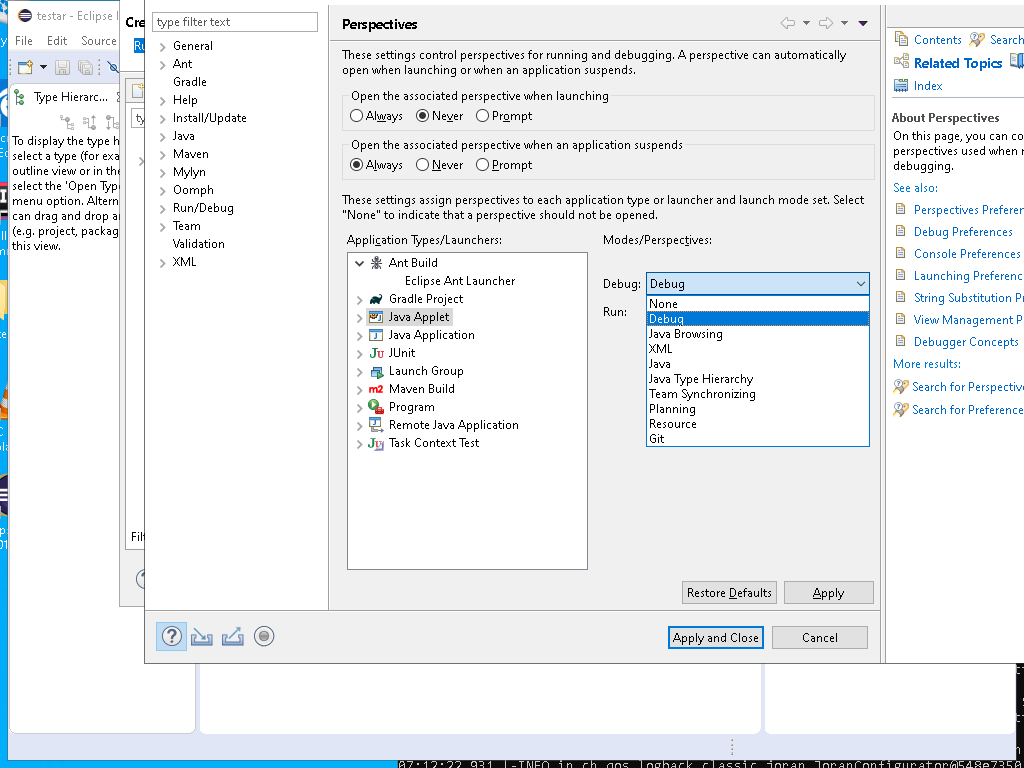 testar - Eclipse I
File Edit Source
Type Hierarc...
To display the type h
select a type (for exa
outline view or in the
select the 'Open Type
menu option. Altern
can drag and drop a
(e.g. project, packag
this view.
Cre
Ru
ty
Filt
type filter text
General
Ant
Gradle
Help
Install/Update
Java
Maven
Mylyn
Oomph
Run/Debug
Team
Validation
XML
Perspectives
These settings control perspectives for running and debugging. A perspective can automatically
open when launching or when an application suspends.
Open the associated perspective when launching
Always Never Prompt
Open the associated perspective when an application suspends
Always Never Prompt
These settings assign perspectives to each application type or launcher and launch mode set. Select
"None" to indicate that a perspective should not be opened.
Application Types/Launchers:
Ant Build
Eclipse Ant Launcher
Gradle Project
Java Applet
Java Application
JUnit
Launch Group
Maven Build
Program
Remote Java Application
Task Context Test
Modes/Perspectives:
Debug: Debug
Run:
None
Debug
Java Browsing
XML
Java
Java Type Hierarchy
Team Synchronizing
Planning
Resource
Git
Restore Defaults Apply
Apply and Close Cancel
Contents Search
Related Topics
Index
About Perspectives
On this page, you can co
perspectives used when r
debugging.
See also:
Perspectives Preferen
Debug Preferences
Console Preferences
Launching Preferenc
String Substitution Pr
View Management P
Debugger Concepts
More results:
Search for Perspective
Search for Preference
07:12:22,931 |-INFO in ch.qos.logback.classic.joran.JoranConfigurator@548e7350